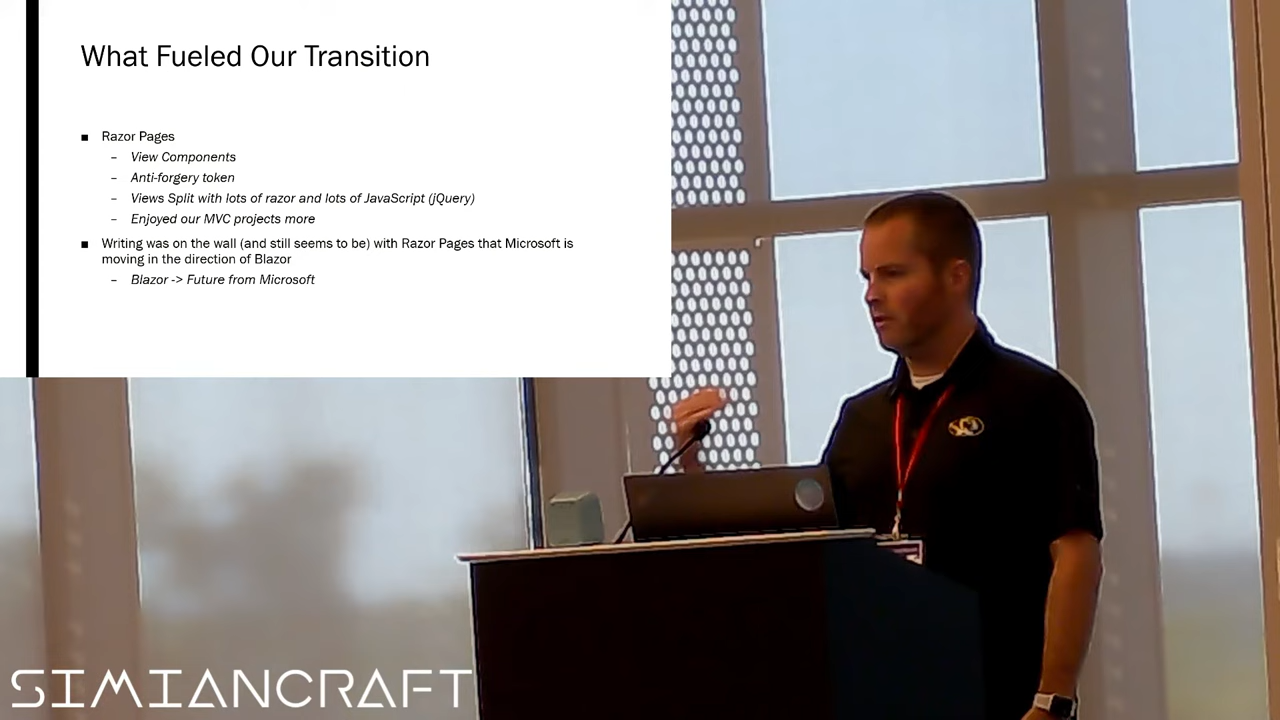 What Fueled Our Transition
■ Razor Pages
– View Components
– Anti-forgery token
– Views Split with lots of razor and lots of JavaScript (jQuery)
– Enjoyed our MVC projects more
■ Writing was on the wall (and still seems to be) with Razor Pages that Microsoft is
moving in the direction of Blazor
– Blazor -> Future from Microsoft
SIMIANCRAFT